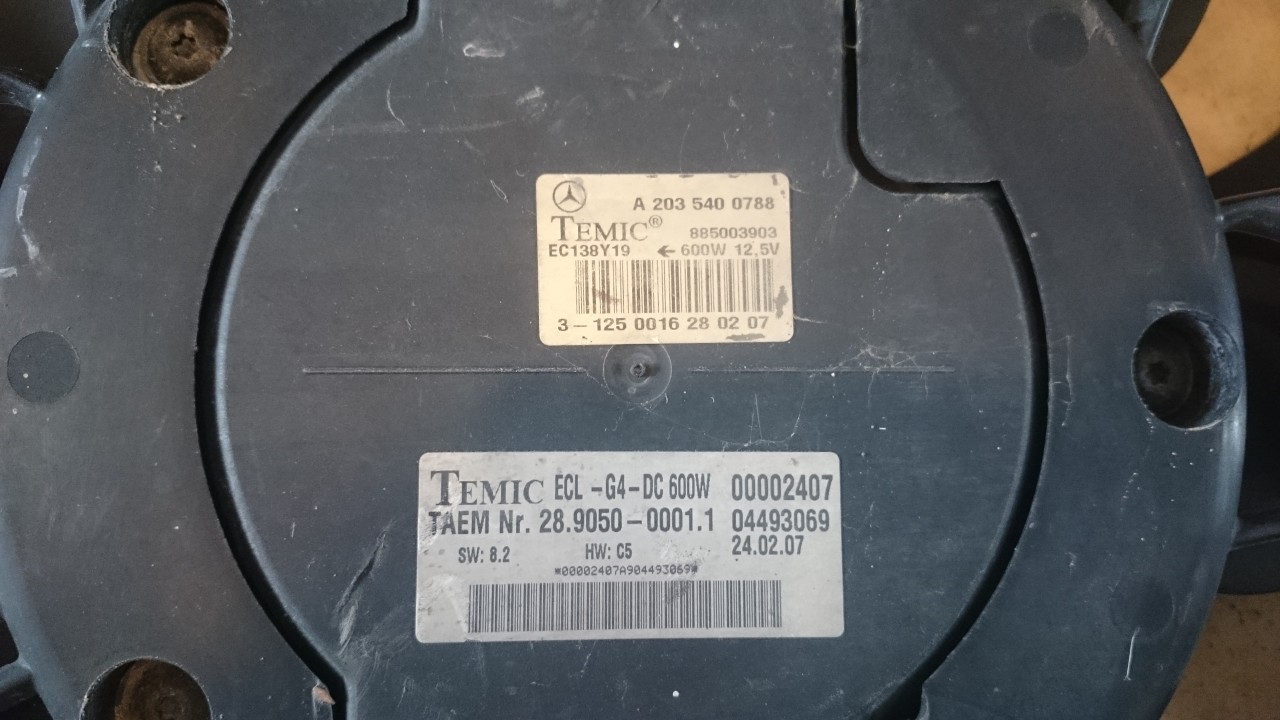 A 203 540 0788
TEMIC® 885003903
EC138Y19 ← 600W 12,5V
3-125 0016 28 02 07
TEMIC ECL -G4-DC 600W 00002407
TAEM Nr. 28.9050-0001.1 04493069
SW: 8.2 HW: C5 24.02.07
*00002407A904493069*